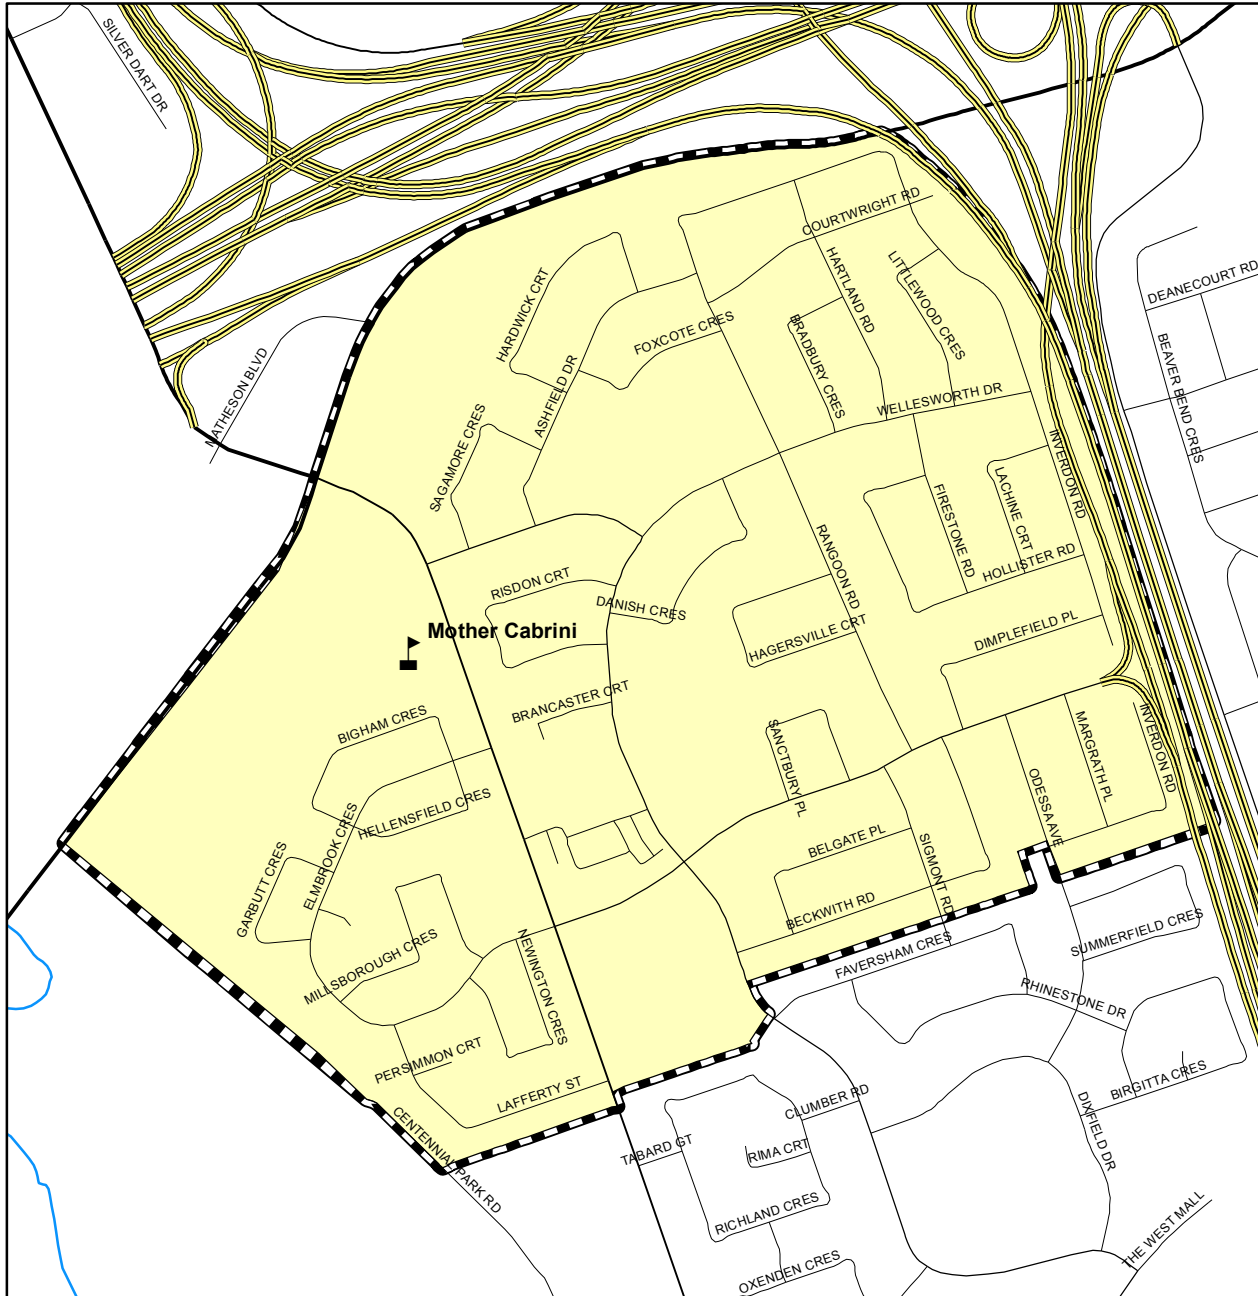 SILVER DART DR
COURTWRIGHT RD
HARTLAND RD
LITTLEWOOD CRES
DEANECOURT RD
HARDWICK CRT
FOXCOTE CRES
BRADBURY CRES
BEAVER BEND CRES
MATHESON BLVD
ASHFIELD DR
WELLESWORTH DR
SAGAMORE CRES
INVERDON RD
LACHINE CRT
FIRESTONE RD
RANGOON RD
HOLLISTER RD
RISDON CRT
DANISH CRES
Mother Cabrini
HAGERSVILLE CRT
DIMPLEFIELD PL
BRANCASTER CRT
BIGHAM CRES
SANCTBURY PL
MARGRATH PL
INVERDON RD
ODESSA AVE
HELLENSFIELD CRES
ELMBROOK CRES
GARBUTT CRES
BELGATE PL
SIGMONT RD
BECKWITH RD
MILLSBOROUGH CRES
NEWINGTON CRES
FAVERSHAM CRES
SUMMERFIELD CRES
RHINESTONE DR
PERSIMMON CRT
LAFFERTY ST
CENTENNIAL PARK RD
CLUMBER RD
BIRGITTA CRES
DIXFIELD DR
TABARD GT
RIMA CRT
RICHLAND CRES
THE WEST MALL
OXENDEN CRES